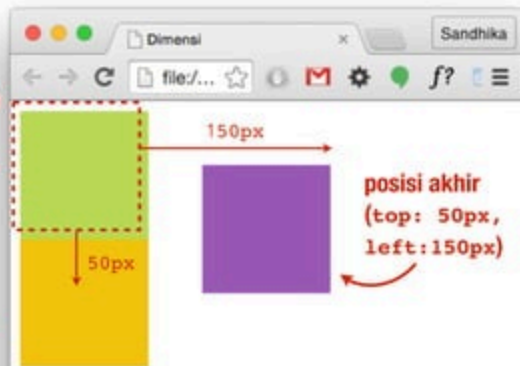 Dimensi
Sandhika
file:/...
f?
150px
50px
posisi akhir
(top: 50px,
left:150px)